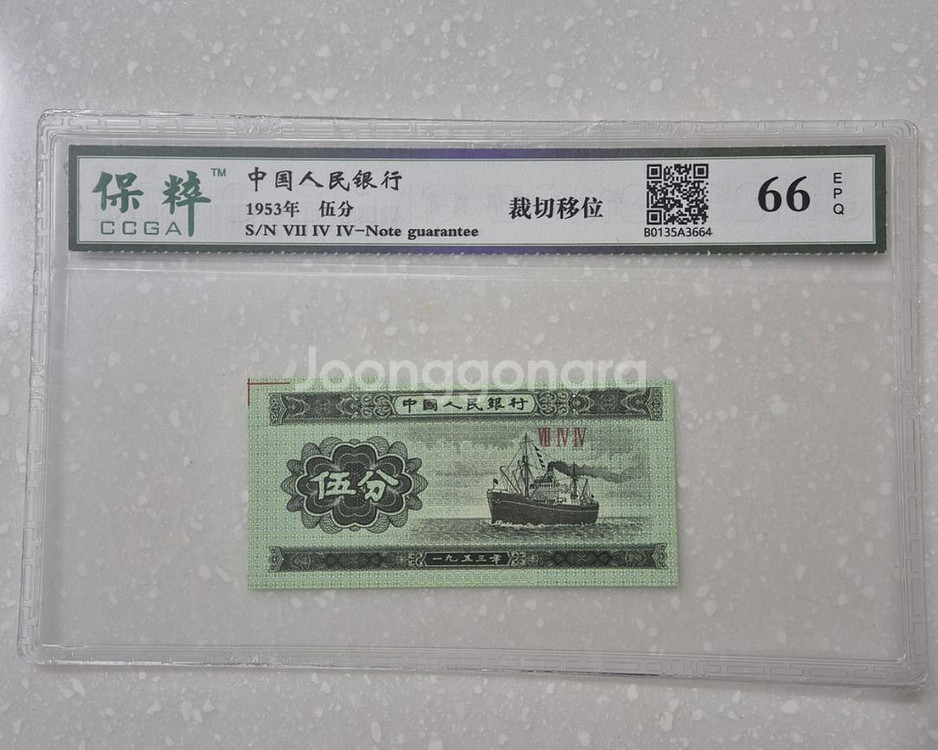 保粹™
CCGA
中国人民银行
1953年 伍分
S/N VII IV IV-Note guarantee
裁切移位
B0135A3664
66
EPQ
Joonggonara
中國人民銀行
VII IV IV
伍分
一九五三年